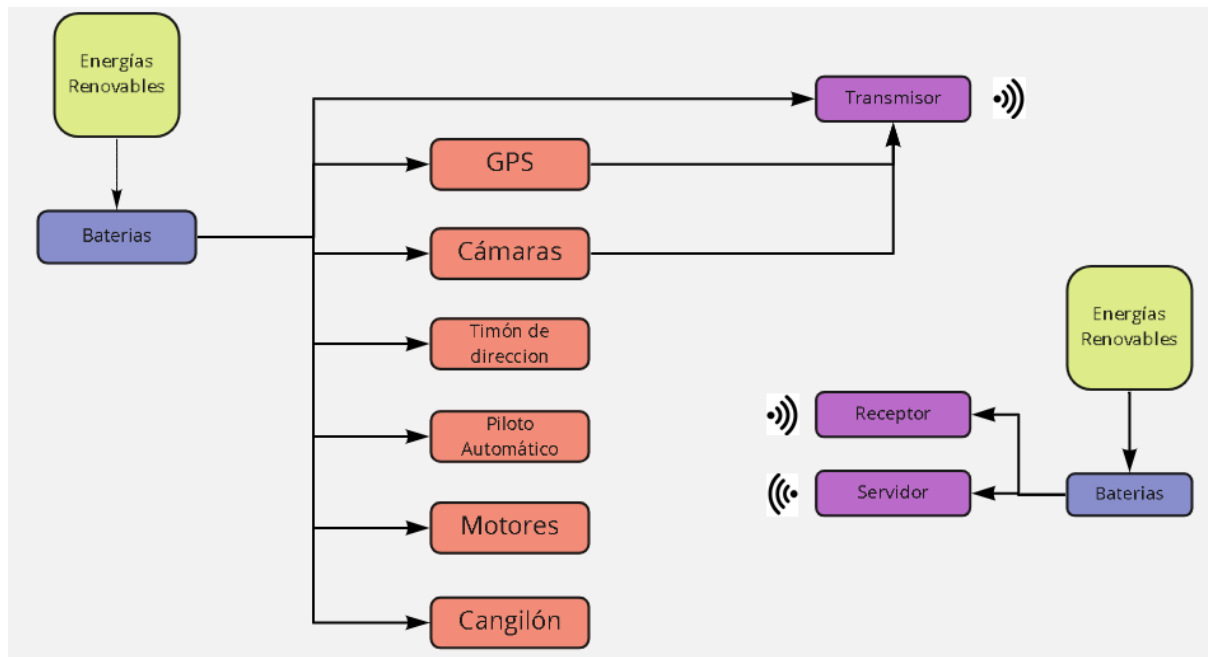 Energías
Renovables
Transmisor
GPS
Baterias
Cámaras
Energías
Renovables
Timón de
direccion
Receptor
Piloto
Automático
Servidor
Baterias
Motores
Cangilón